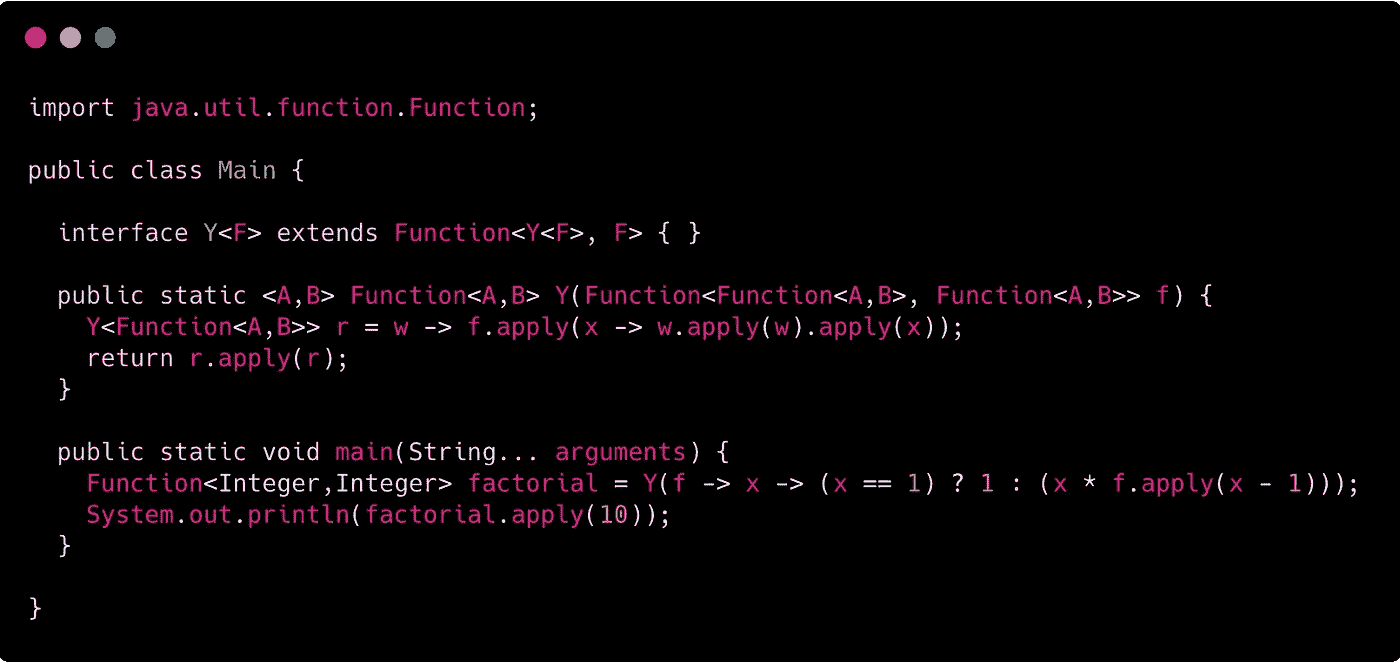 import java.util.function.Function;
public class Main {
interface Y<F> extends Function<Y<F>, F> { }
public static <A,B> Function<A,B> Y(Function<Function<A,B>, Function<A,B>> f) {
Y<Function<A,B>> r = w -> f.apply(x -> w.apply(w).apply(x));
return r.apply(r);
}
public static void main(String... arguments) {
Function<Integer,Integer> factorial = Y(f -> x -> (x == 1) ? 1 : (x * f.apply(x - 1)));
System.out.println(factorial.apply(10));
}
}